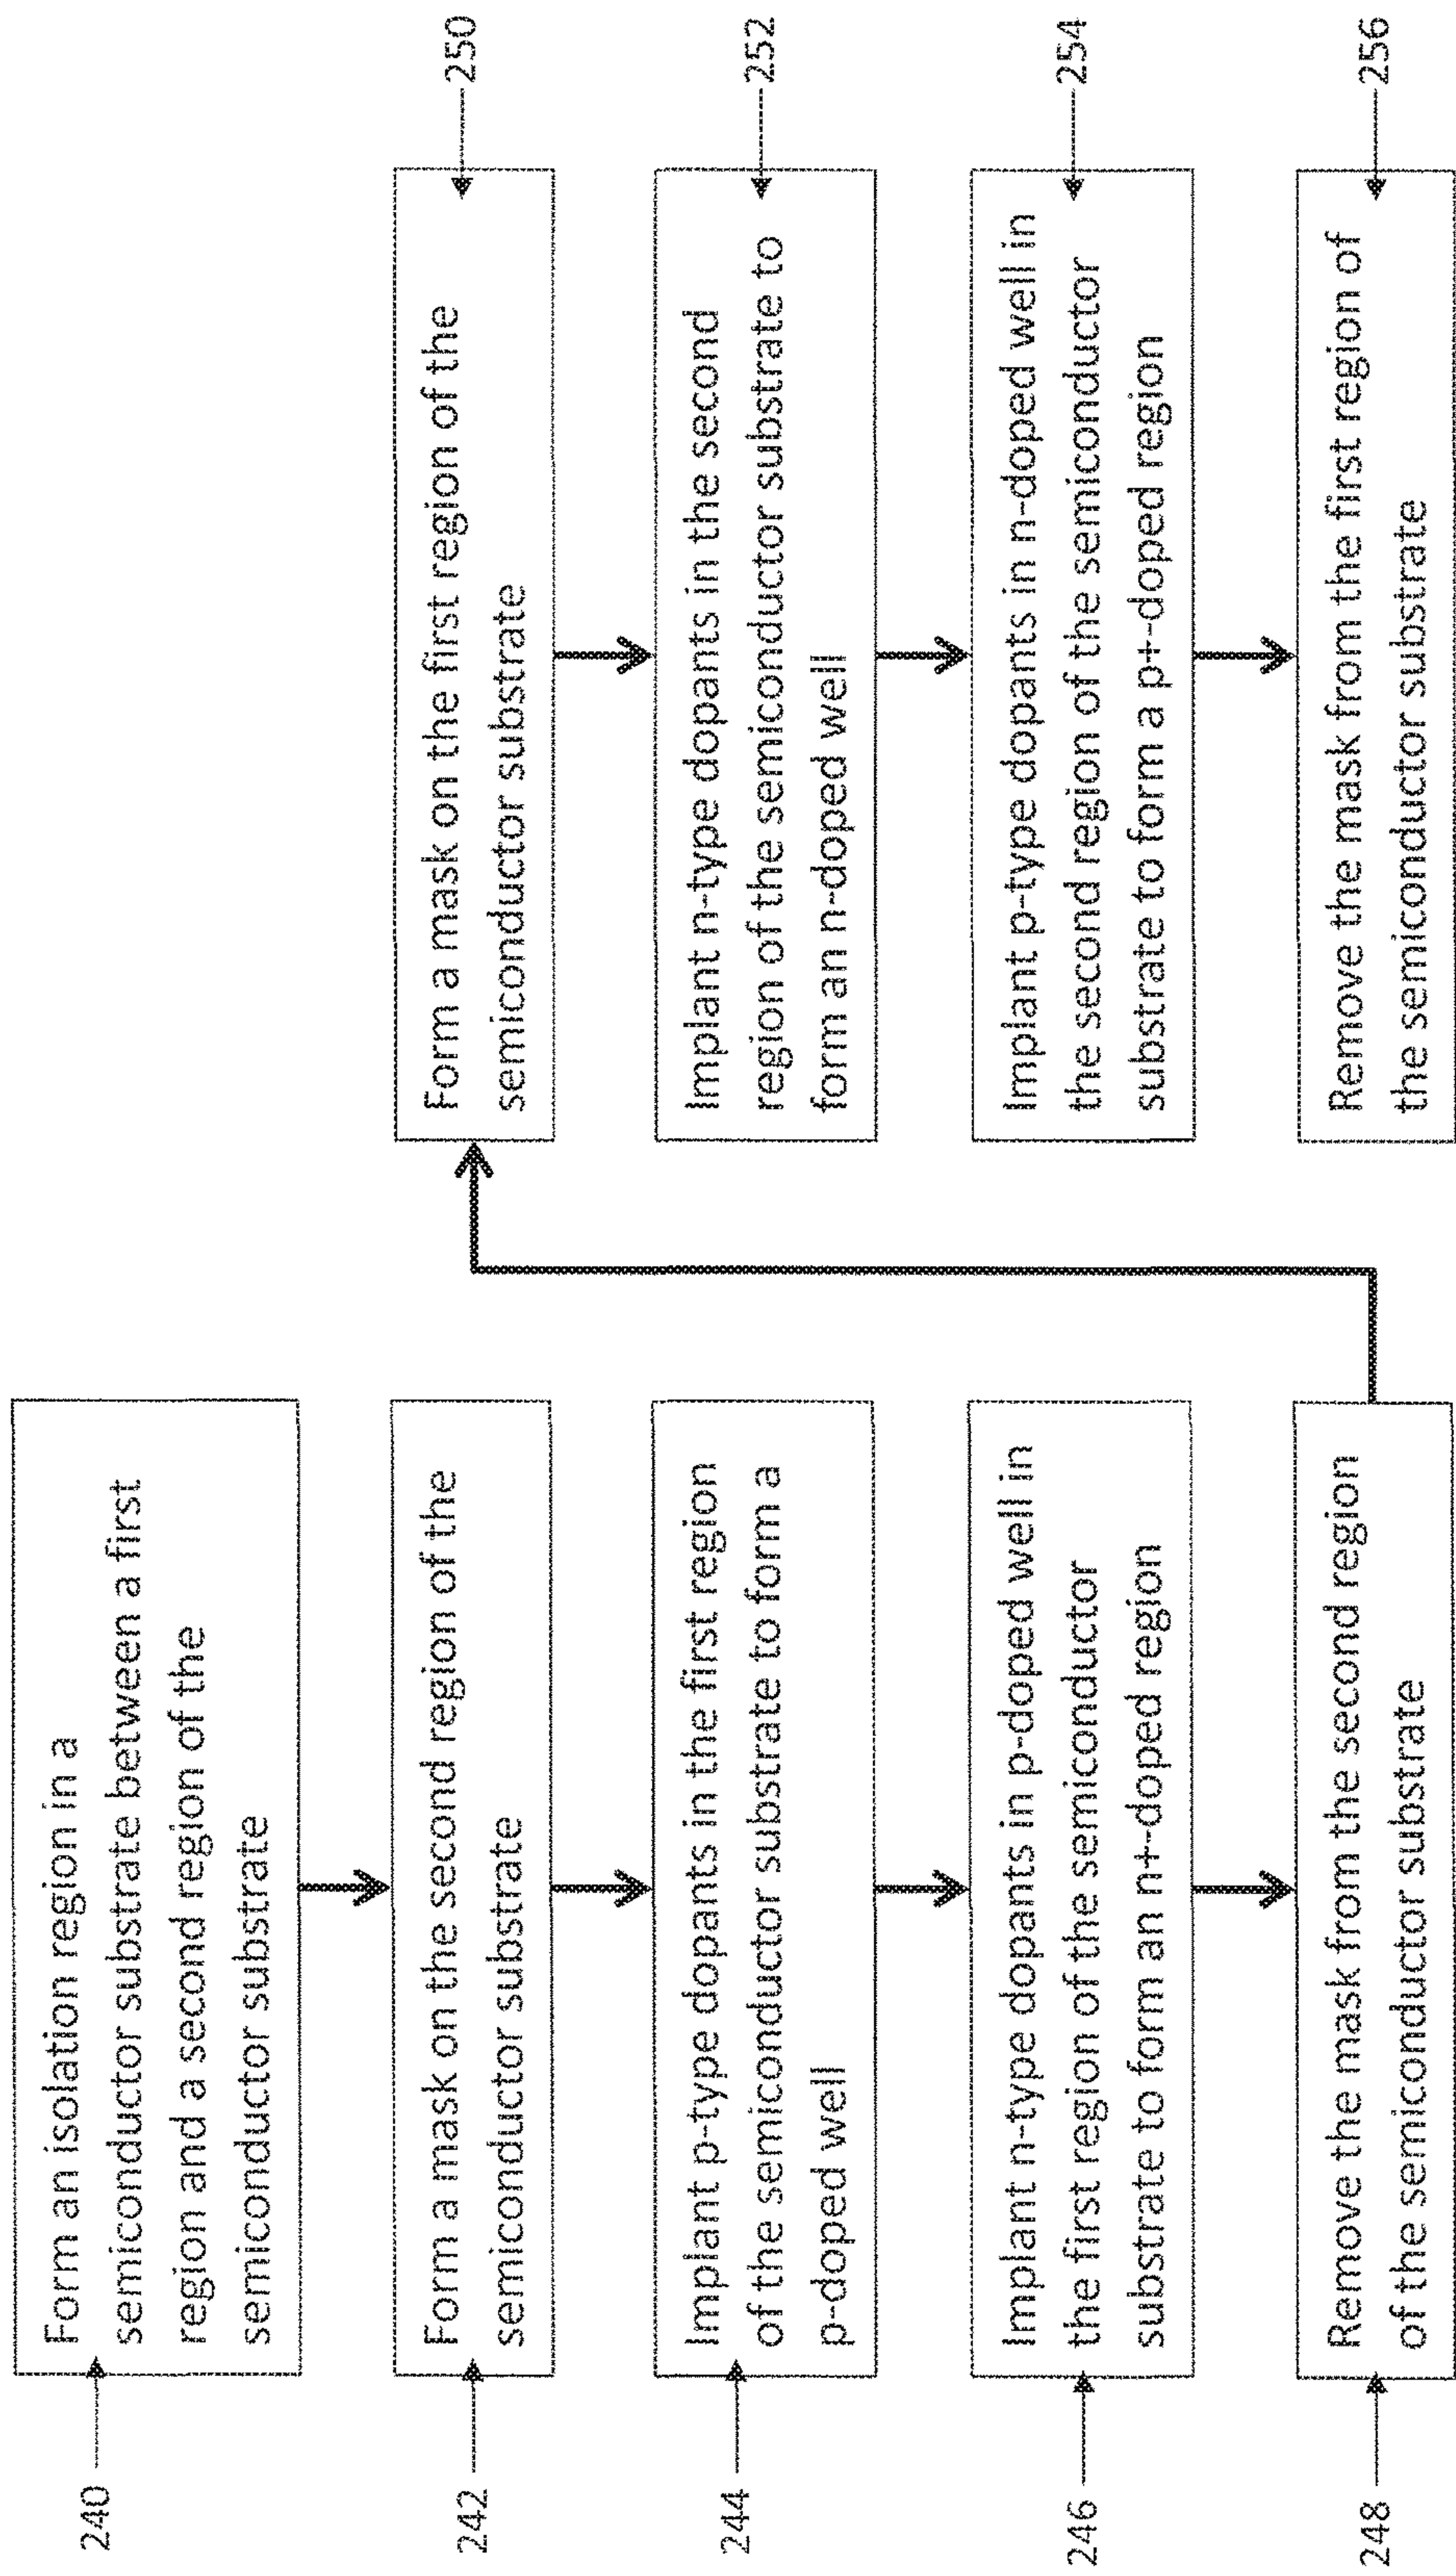 240
Form an isolation region in a
semiconductor substrate between a first
region and a second region of the
semiconductor substrate
242
Form a mask on the second region of the
semiconductor substrate
244
Implant p-type dopants in the first region
of the semiconductor substrate to form a
p-doped well
246
Implant n-type dopants in p-doped well in
the first region of the semiconductor
substrate to form an n+-doped region
248
Remove the mask from the second region
of the semiconductor substrate
250
Form a mask on the first region of the
semiconductor substrate
252
Implant n-type dopants in the second
region of the semiconductor substrate to
form an n-doped well
254
Implant p-type dopants in n-doped well in
the second region of the semiconductor
substrate to form a p+-doped region
256
Remove the mask from the first region of
the semiconductor substrate